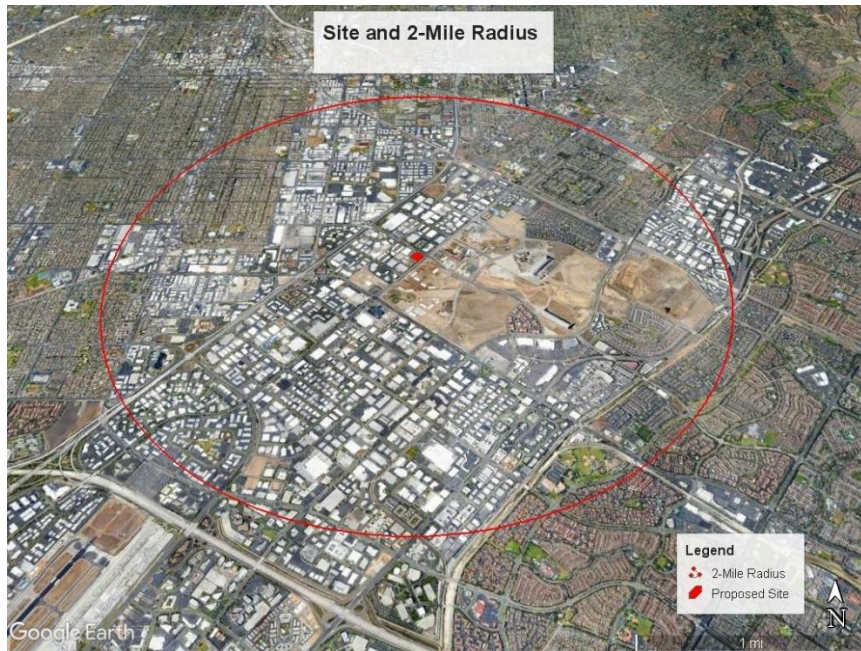 Site and 2-Mile Radius
Legend
2-Mile Radius
Proposed Site
N
Google Earth
1 mi